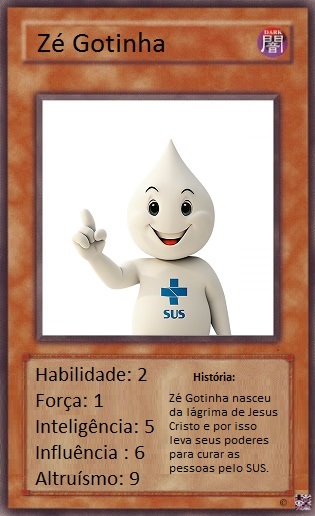 Zé Gotinha
DARK
闇
SUS
Habilidade: 2
Força: 1
Inteligência: 5
Influência : 6
Altruísmo: 9
História:
Zé Gotinha nasceu
da lágrima de Jesus
Cristo e por isso
leva seus poderes
para curar as
pessoas pelo SUS.
©